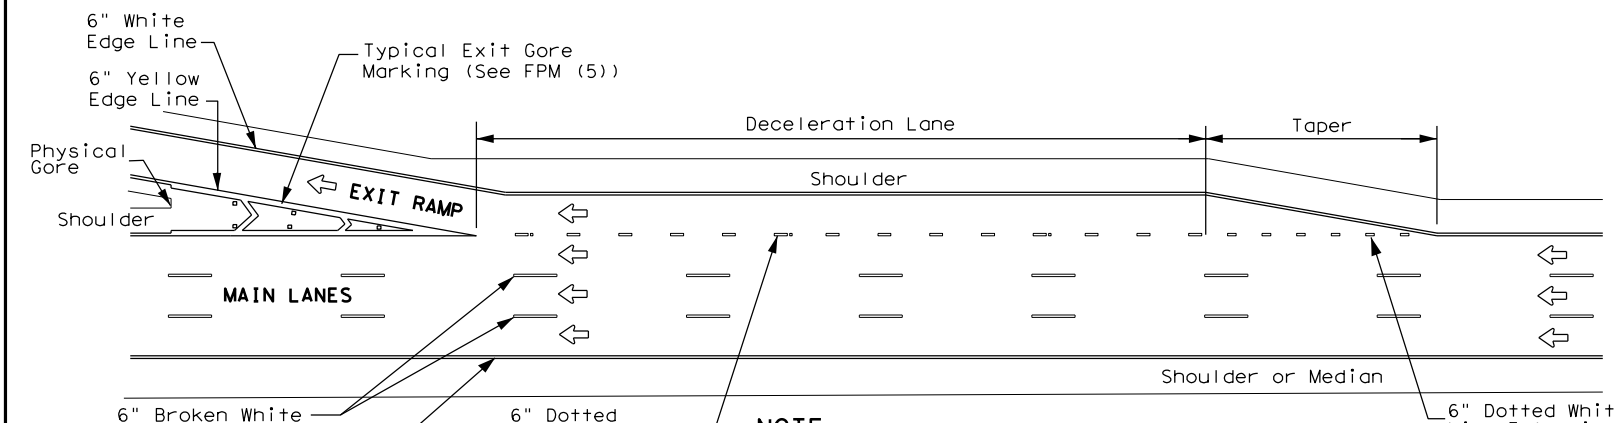 6" White
Edge Line
Typical Exit Gore
Marking (See FPM (5))
6" Yellow
Edge Line
Deceleration Lane
Taper
Physical
Gore
Shoulder
EXIT RAMP
Shoulder
MAIN LANES
Shoulder or Median
6" Broken White
6" Dotted
NOTE
6" Dotted Whit